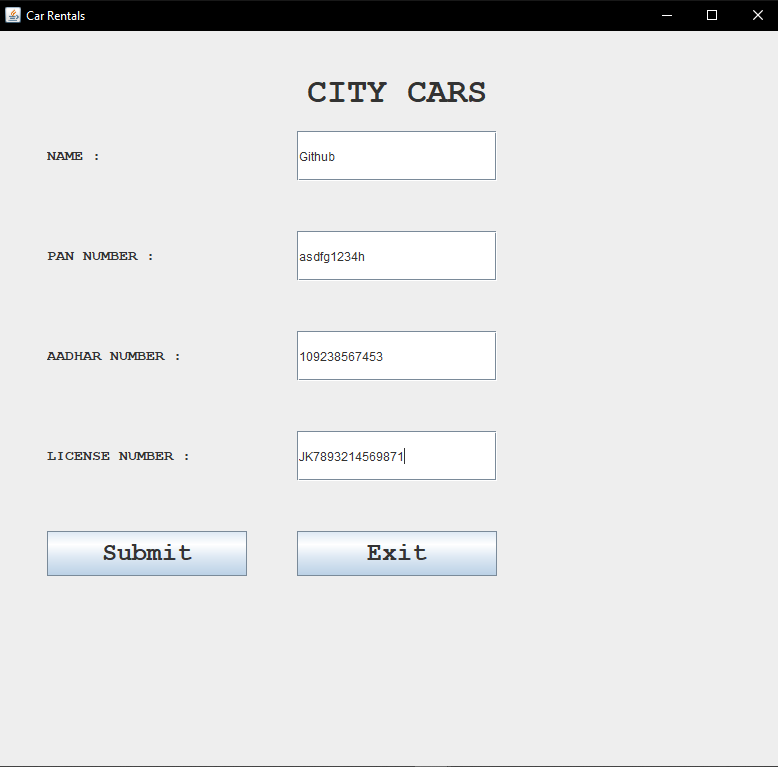 Car Rentals
CITY CARS
NAME :
Github
PAN NUMBER :
asdfg1234h
AADHAR NUMBER :
109238567453
LICENSE NUMBER :
JK7893214569871
Submit
Exit